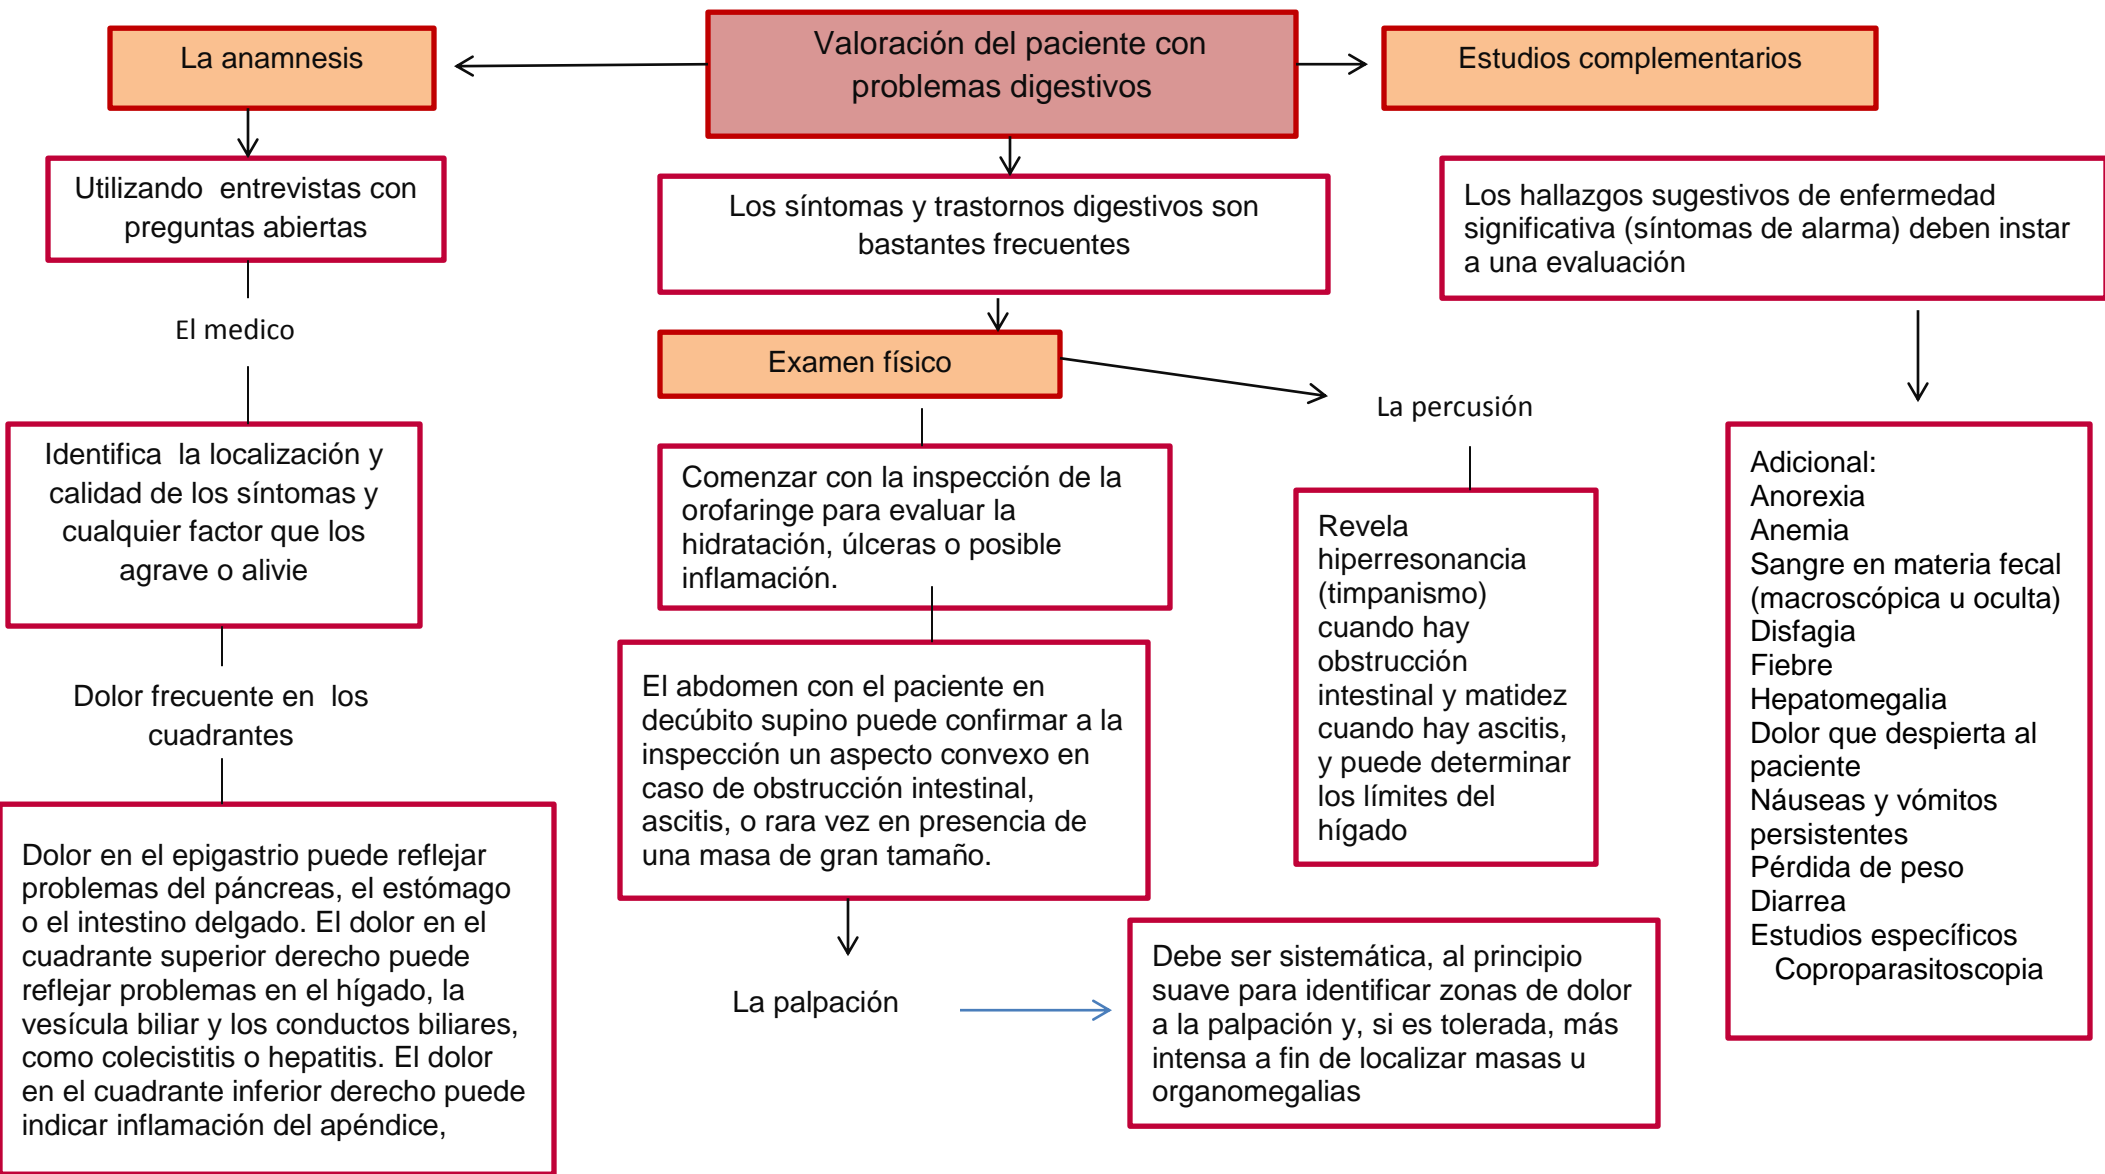 Valoración del paciente con
problemas digestivos
La anamnesis
Utilizando  entrevistas con
preguntas abiertas
El medico
Identifica  la localización y
calidad de los síntomas y
cualquier factor que los
agrave o alivie
Dolor frecuente en  los
cuadrantes
Dolor en el epigastrio puede reflejar
problemas del páncreas, el estómago
o el intestino delgado. El dolor en el
cuadrante superior derecho puede
reflejar problemas en el hígado, la
vesícula biliar y los conductos biliares,
como colecistitis o hepatitis. El dolor
en el cuadrante inferior derecho puede
indicar inflamación del apéndice,
Los síntomas y trastornos digestivos son
bastantes frecuentes
Examen físico
Comenzar con la inspección de la
orofaringe para evaluar la
hidratación, úlceras o posible
inflamación.
El abdomen con el paciente en
decúbito supino puede confirmar a la
inspección un aspecto convexo en
caso de obstrucción intestinal,
ascitis, o rara vez en presencia de
una masa de gran tamaño.
La palpación
Debe ser sistemática, al principio
suave para identificar zonas de dolor
a la palpación y, si es tolerada, más
intensa a fin de localizar masas u
organomegalias
La percusión
Revela
hiperresonancia
(timpanismo)
cuando hay
obstrucción
intestinal y matidez
cuando hay ascitis,
y puede determinar
los límites del
hígado
Estudios complementarios
Los hallazgos sugestivos de enfermedad
significativa (síntomas de alarma) deben instar
a una evaluación
Adicional:
Anorexia
Anemia
Sangre en materia fecal
(macroscópica u oculta)
Disfagia
Fiebre
Hepatomegalia
Dolor que despierta al
paciente
Náuseas y vómitos
persistentes
Pérdida de peso
Diarrea
Estudios específicos
Coproparasitoscopia